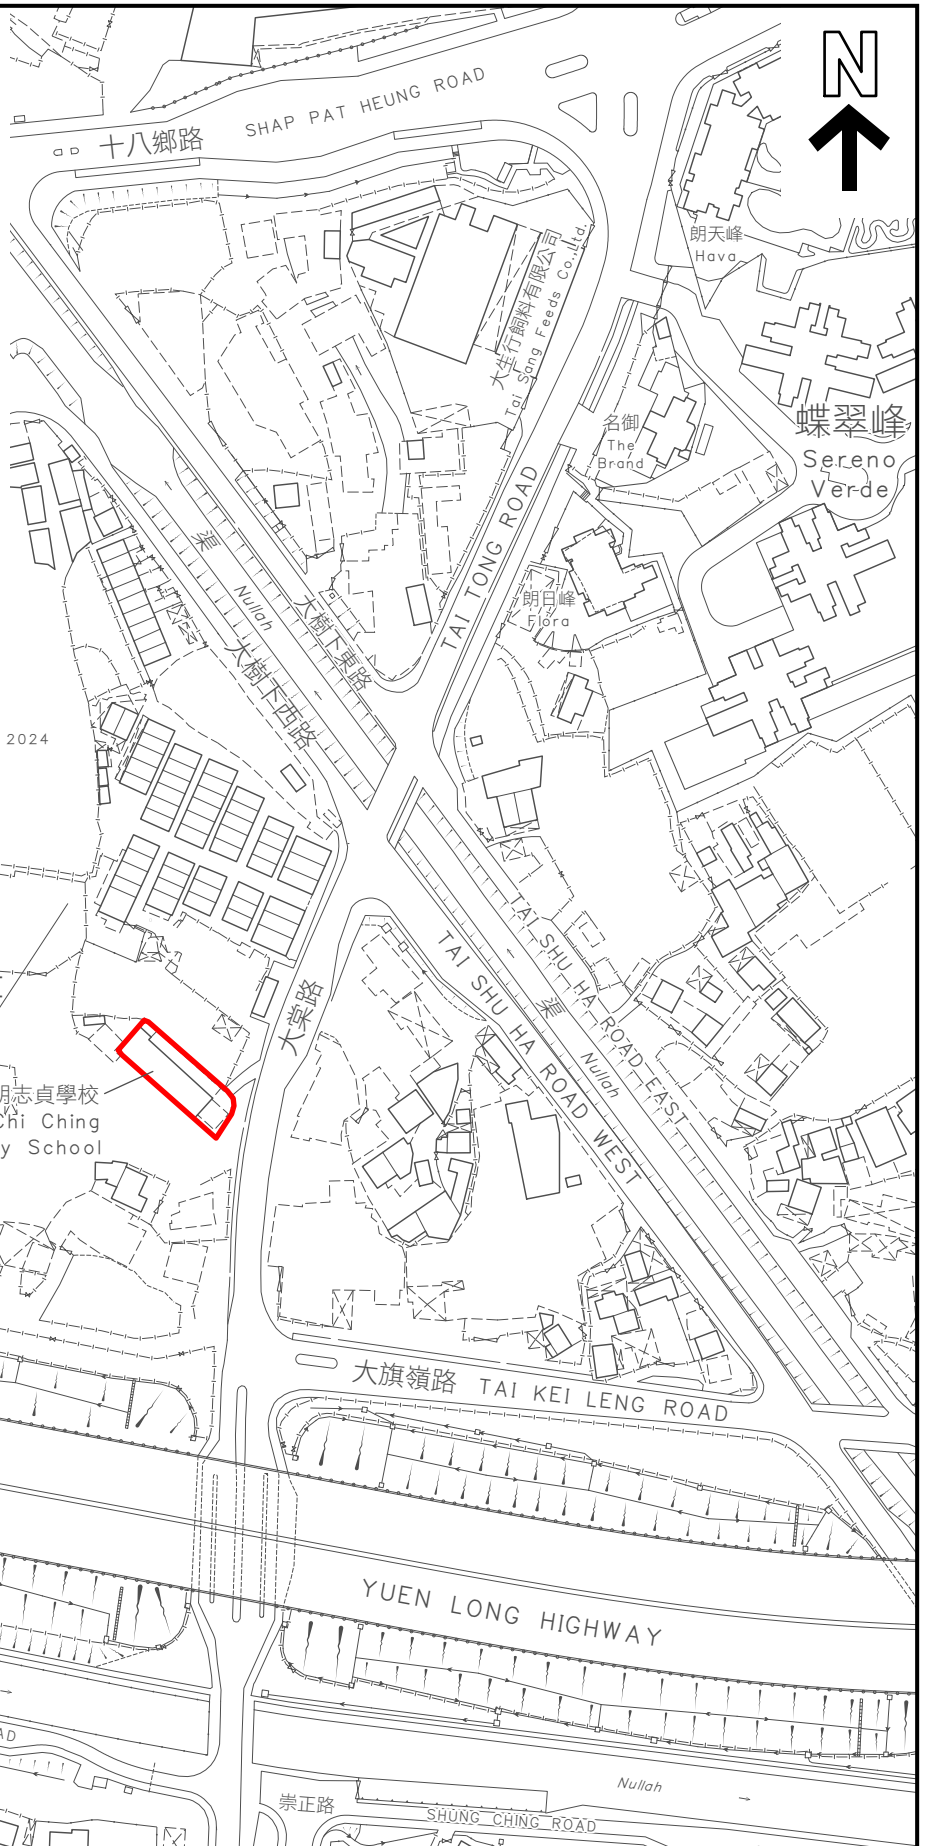 N
十八鄉路 SHAP PAT HEUNG ROAD
朗天峰
Hava
大生行飼料有限公司
Tai Sang Feeds Co.,Ltd.
名御
The
Brand
蝶翠峰
Sereno
Verde
TAI TONG ROAD
渠
Nullah
大樹下東路
大樹下西路
朗日峰
Flora
2024
TAI SHU HA ROAD EAST
TAI SHU HA ROAD WEST
渠
Nullah
大棠路
志貞學校
Chi Ching
y School
大旗嶺路 TAI KEI LENG ROAD
YUEN LONG HIGHWAY
AD
Nullah
崇正路
SHUNG CHING ROAD